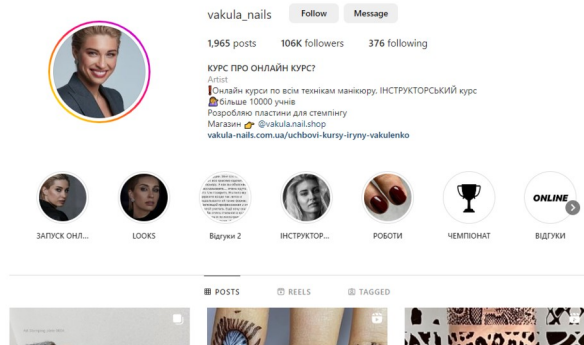 vakula_nails Follow Message
1,965 posts 106K followers 376 following
КУРС ПРО ОНЛАЙН КУРС?
Artist
Онлайн курси по всім технікам манікюру. ІНСТРУКТОРСЬКИЙ курс
більше 10000 учнів
Розробляю пластини для стемпінгу
Магазин 👉 @vakula.nail.shop
vakula-nails.com.ua/uchbovi-kursy-iryny-vakulenko
ONLINE
ЗАПУСК ОНЛ... LOOKS Відгуки 2 ІНСТРУКТОР... РОБОТИ ЧЕМПІОНАТ ВІДГУКИ
POSTS REELS TAGGED